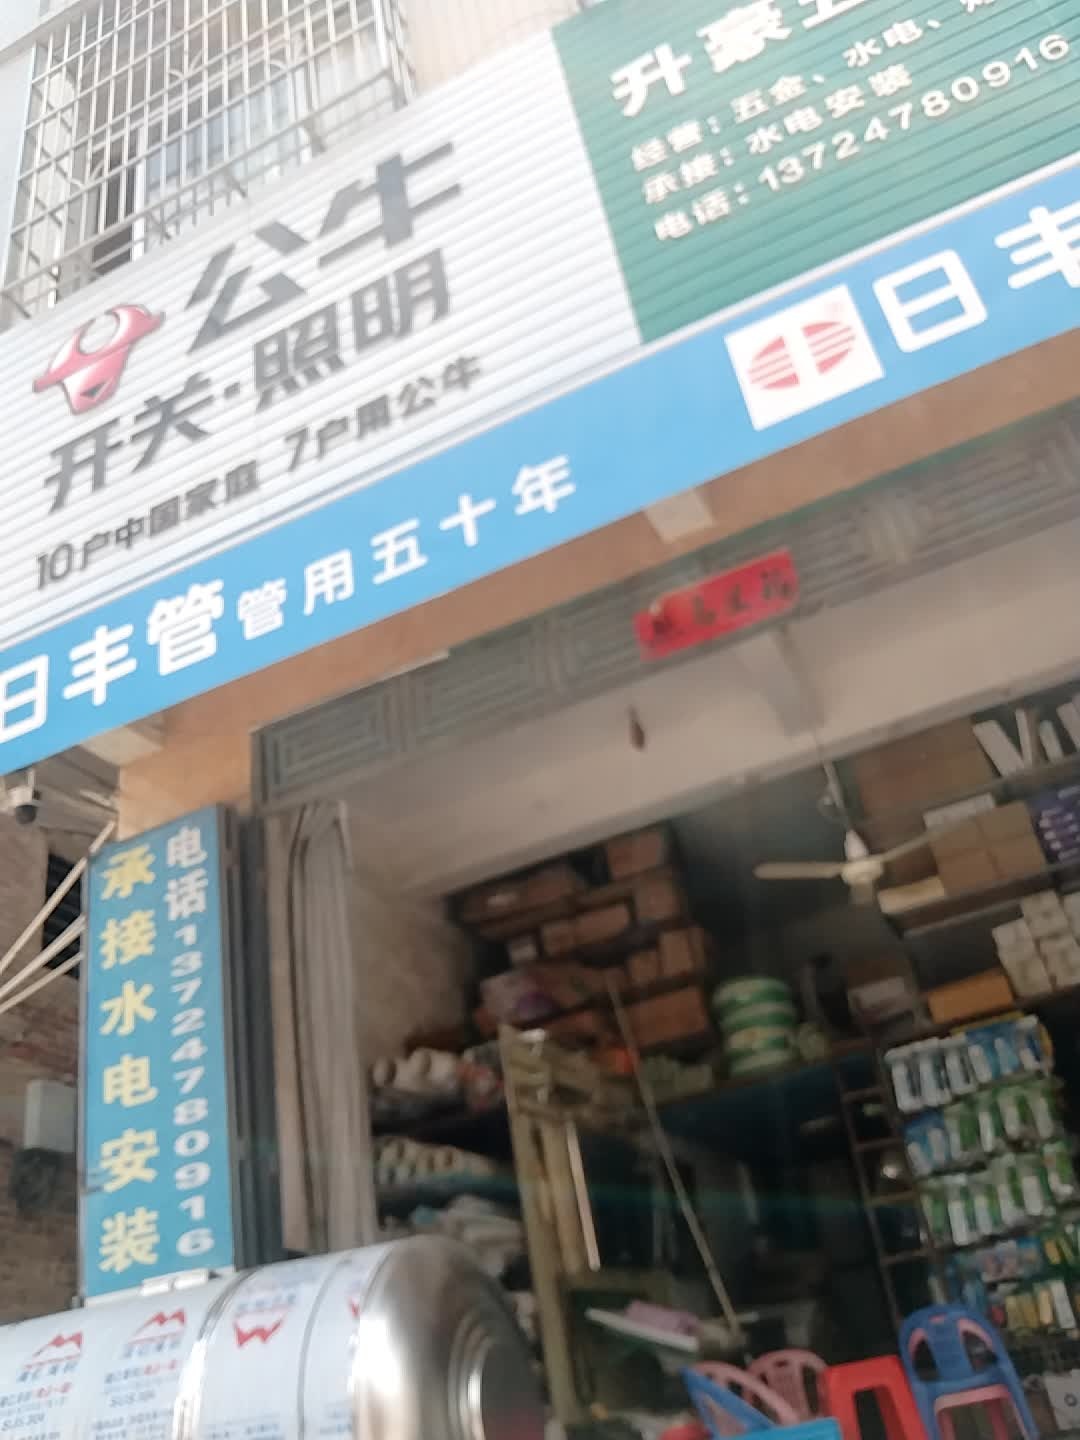 升豪五
经营：五金、水电、
承接：水电安装
电话：13724780916
公牛
开关·照明
10户中国家庭 7户用公牛
日丰
日丰管 管用五十年
电话13724780916
承接水电安装